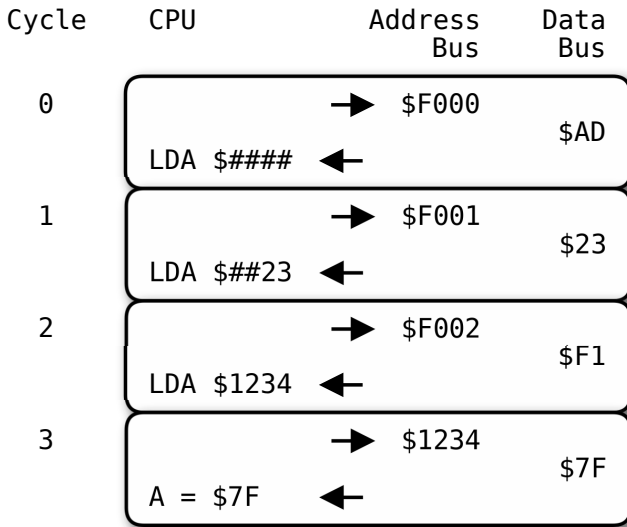 Cycle CPU Address Bus Data Bus
0 $F000
$AD
LDA $####
1 $F001
$23
LDA $##23
2 $F002
$F1
LDA $1234
3 $1234
$7F
A = $7F